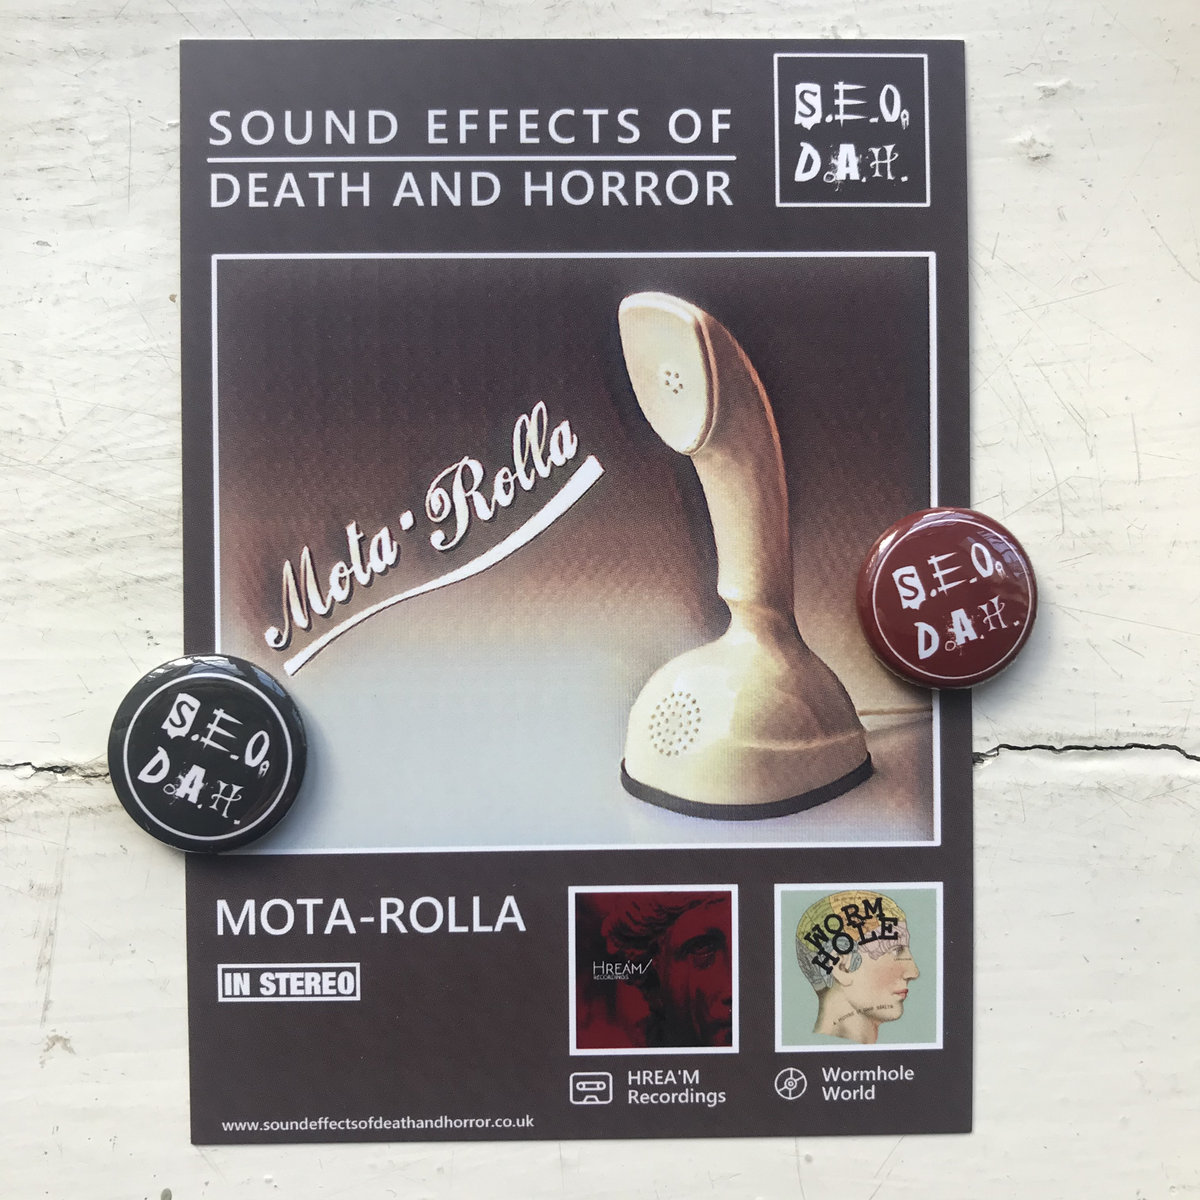 SOUND EFFECTS OF
DEATH AND HORROR
S.E.O.
D.A.H.
Mota-Rolla
S.E.O.
D.A.H.
S.E.O.
D.A.H.
MOTA-ROLLA
IN STEREO
HREA'M/
RECORDINGS
WORM
HOLE
HREA'M
Recordings
Wormhole
World
www.soundeffectsofdeathandhorror.co.uk